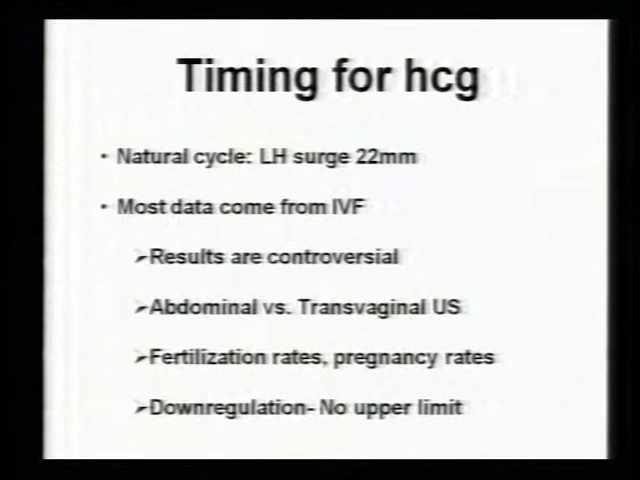 Timing for hcg
• Natural cycle: LH surge 22mm
• Most data come from IVF
➢Results are controversial
➢Abdominal vs. Transvaginal US
➢Fertilization rates, pregnancy rates
➢Downregulation- No upper limit